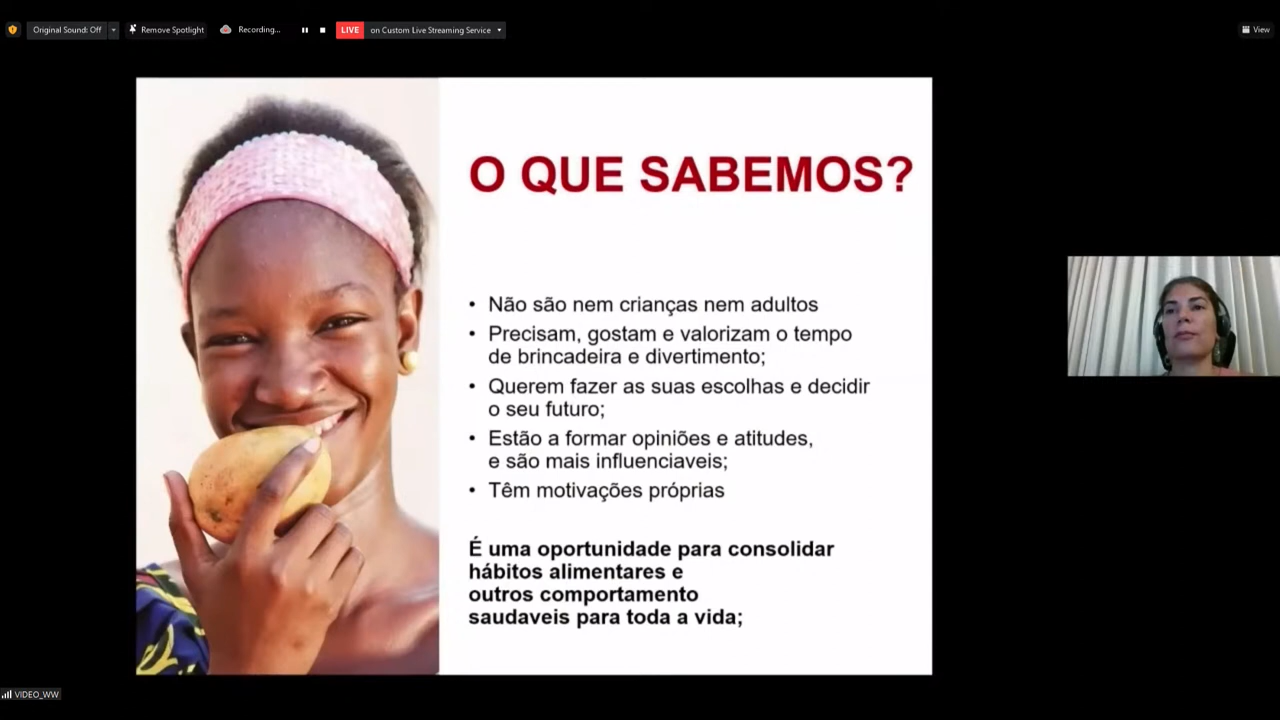 Original Sound: Off
Remove Spotlight
Recording...
LIVE
on Custom Live Streaming Service
View
O QUE SABEMOS?
• Não são nem crianças nem adultos
• Precisam, gostam e valorizam o tempo
de brincadeira e divertimento;
• Querem fazer as suas escolhas e decidir
o seu futuro;
• Estão a formar opiniões e atitudes,
e são mais influenciaveis;
• Têm motivações próprias
É uma oportunidade para consolidar
hábitos alimentares e
outros comportamento
saudaveis para toda a vida;
VIDEO_WW